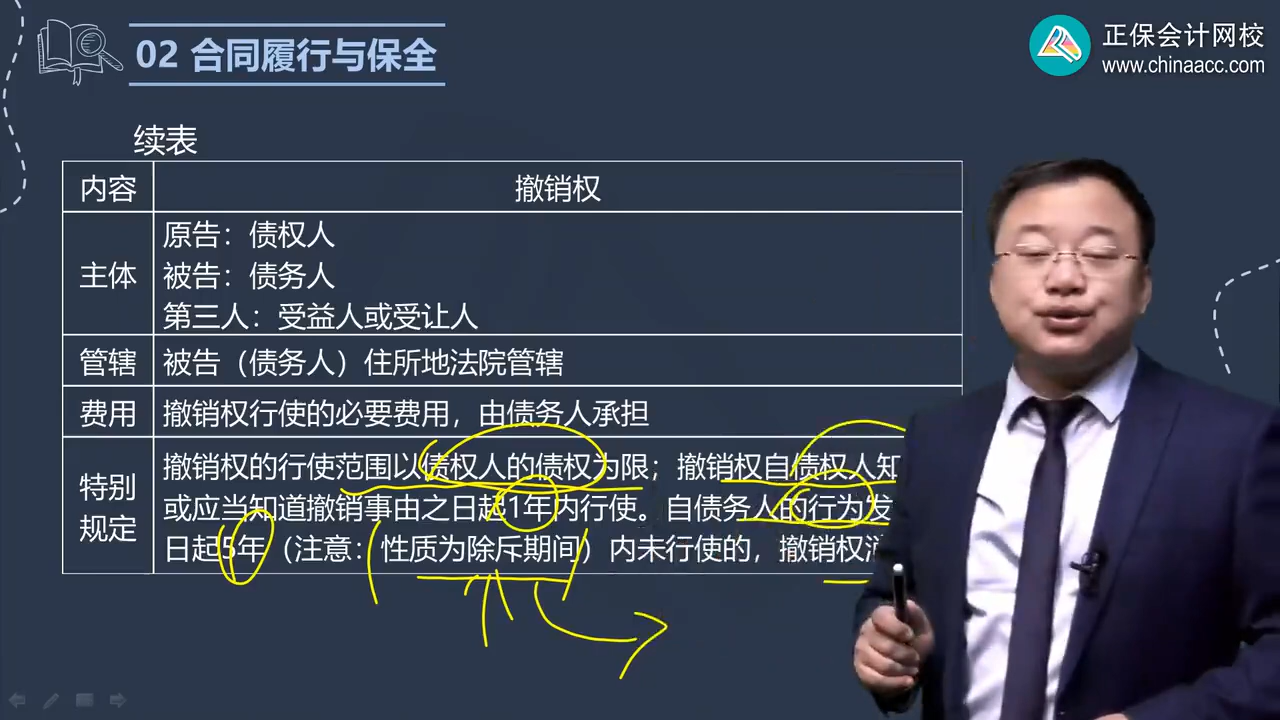 02 合同履行与保全
正保会计网校
www.chinaacc.com
续表
内容
撤销权
主体
原告：债权人
被告：债务人
第三人：受益人或受让人
管辖
被告（债务人）住所地法院管辖
费用
撤销权行使的必要费用，由债务人承担
特别
规定
撤销权的行使范围以债权人的债权为限；撤销权自债权人知
或应当知道撤销事由之日起1年内行使。自债务人的行为发
日起5年（注意：性质为除斥期间）内未行使的，撤销权